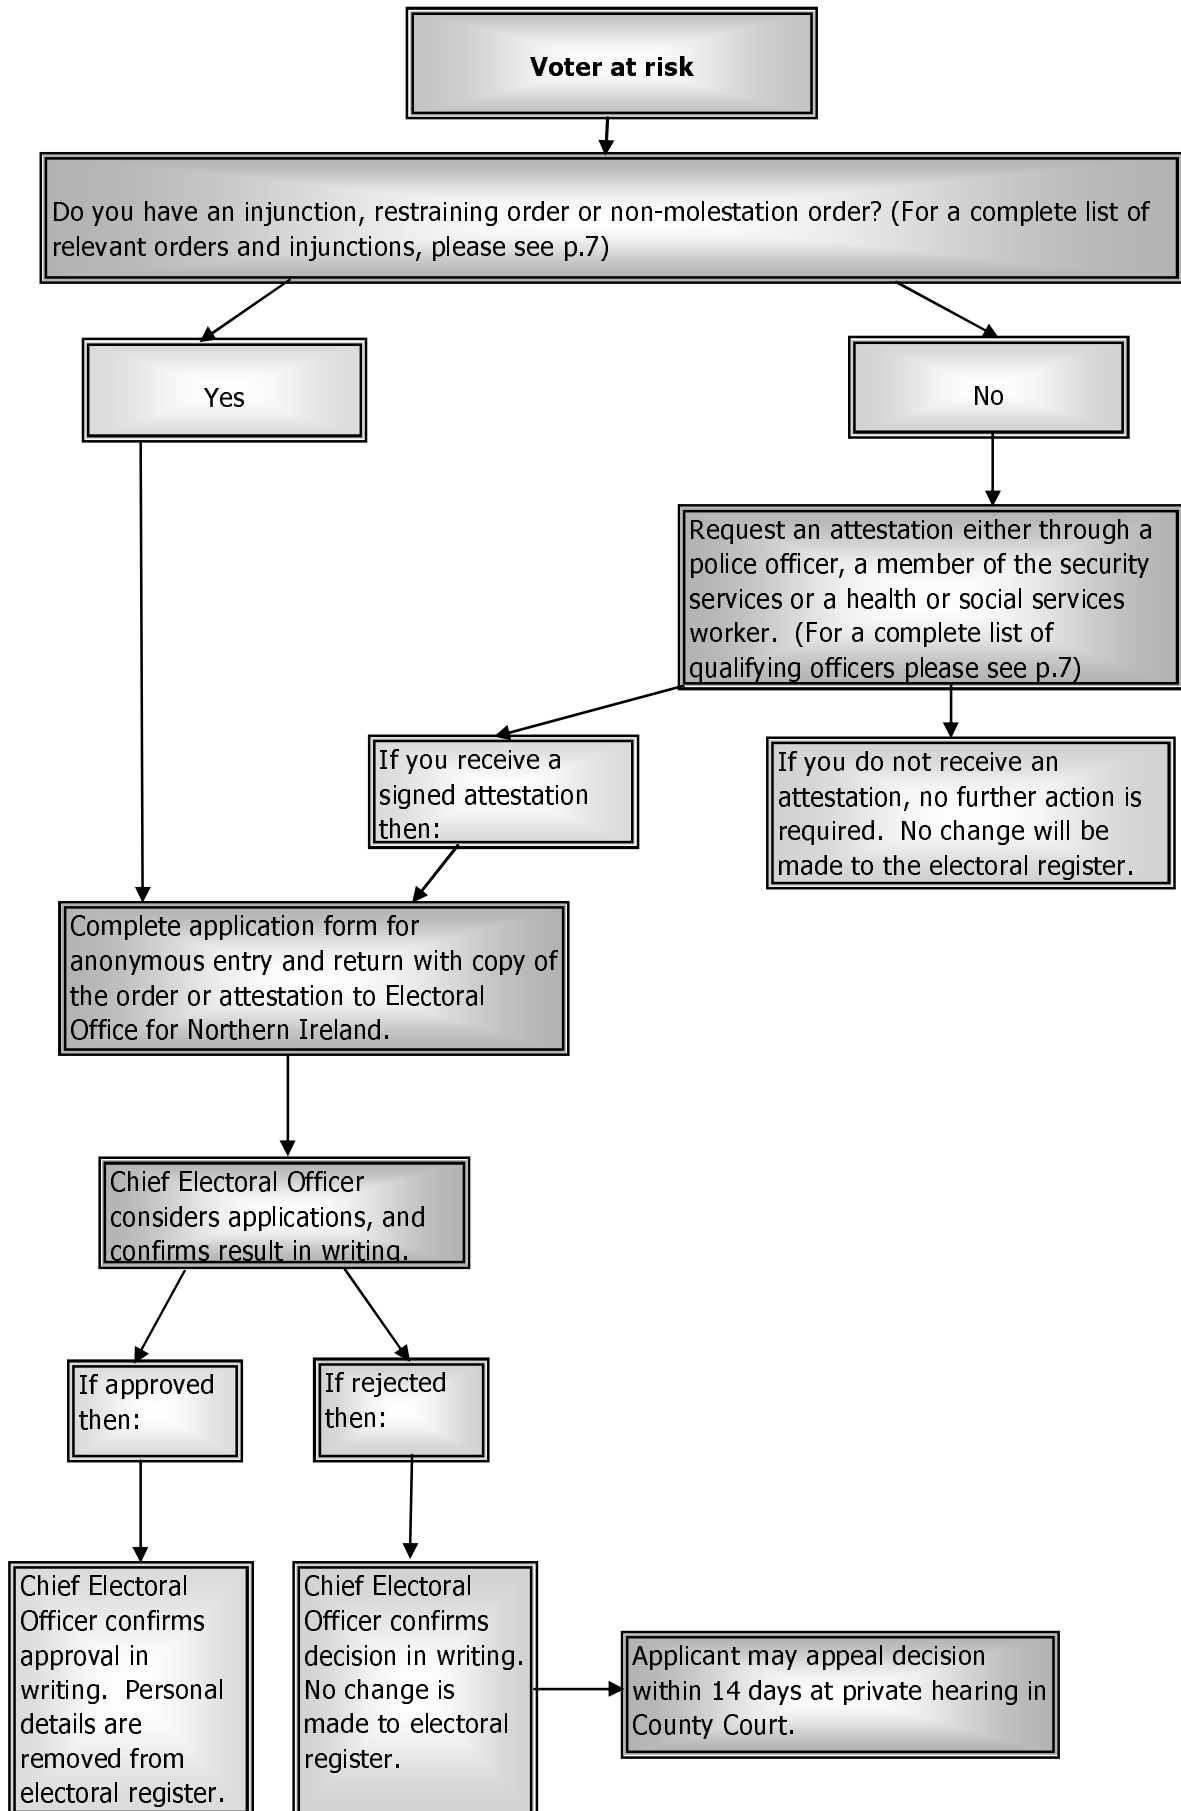 Voter at risk
Do you have an injunction, restraining order or non-molestation order? (For a complete list of
relevant orders and injunctions, please see p.7)
Yes
No
Request an attestation either through a
police officer, a member of the security
services or a health or social services
worker.  (For a complete list of
qualifying officers please see p.7)
If you receive a
signed attestation
then:
If you do not receive an
attestation, no further action is
required.  No change will be
made to the electoral register.
Complete application form for
anonymous entry and return with copy of
the order or attestation to Electoral
Office for Northern Ireland.
Chief Electoral Officer
considers applications, and
confirms result in writing.
If approved
then:
If rejected
then:
Chief Electoral
Officer confirms
approval in
writing.  Personal
details are
removed from
electoral register.
Chief Electoral
Officer confirms
decision in writing.
No change is
made to electoral
register.
Applicant may appeal decision
within 14 days at private hearing in
County Court.